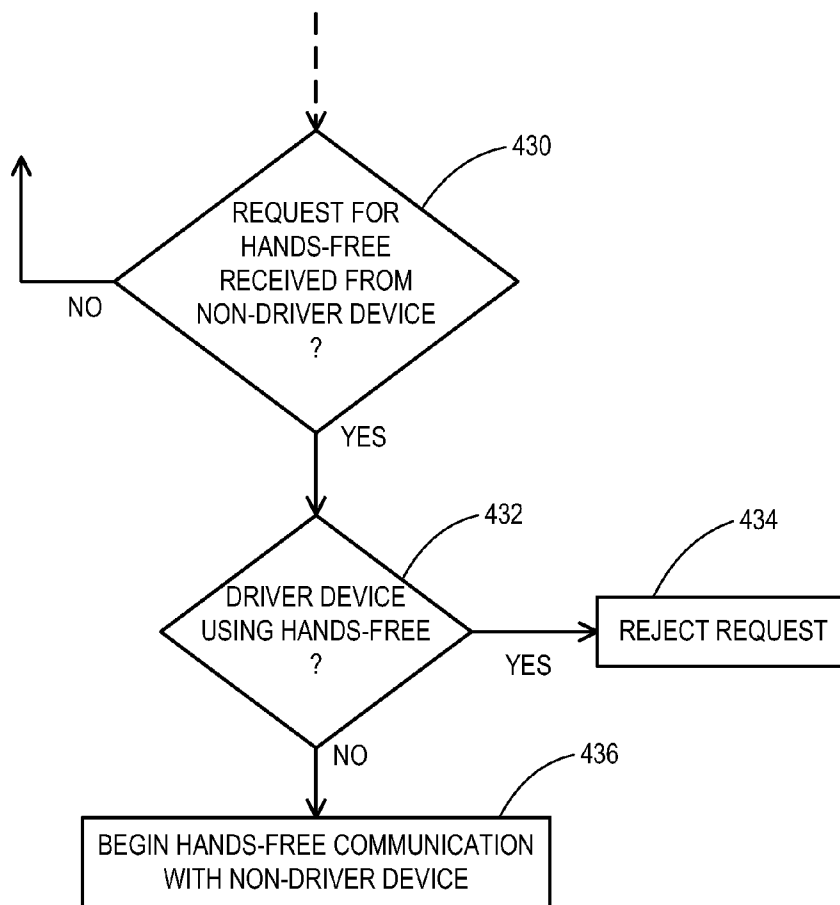 430
REQUEST FOR
HANDS-FREE
RECEIVED FROM
NON-DRIVER DEVICE
?
NO
YES
432
434
DRIVER DEVICE
USING HANDS-FREE
?
REJECT REQUEST
YES
NO
436
BEGIN HANDS-FREE COMMUNICATION
WITH NON-DRIVER DEVICE